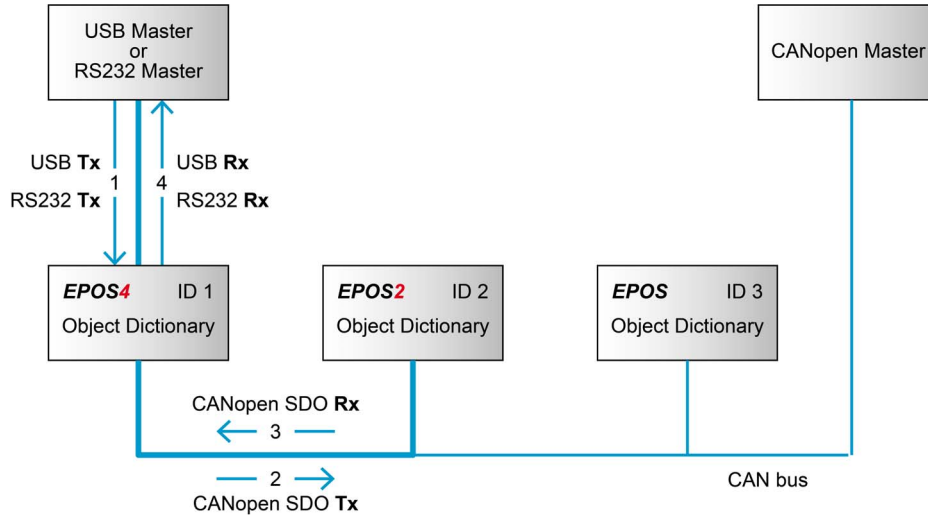 USB Master
or
RS232 Master
CANopen Master
USB Tx
1
RS232 Tx
USB Rx
4
RS232 Rx
EPOS4 ID 1
Object Dictionary
EPOS2 ID 2
Object Dictionary
EPOS ID 3
Object Dictionary
CANopen SDO Rx
3
2
CANopen SDO Tx
CAN bus